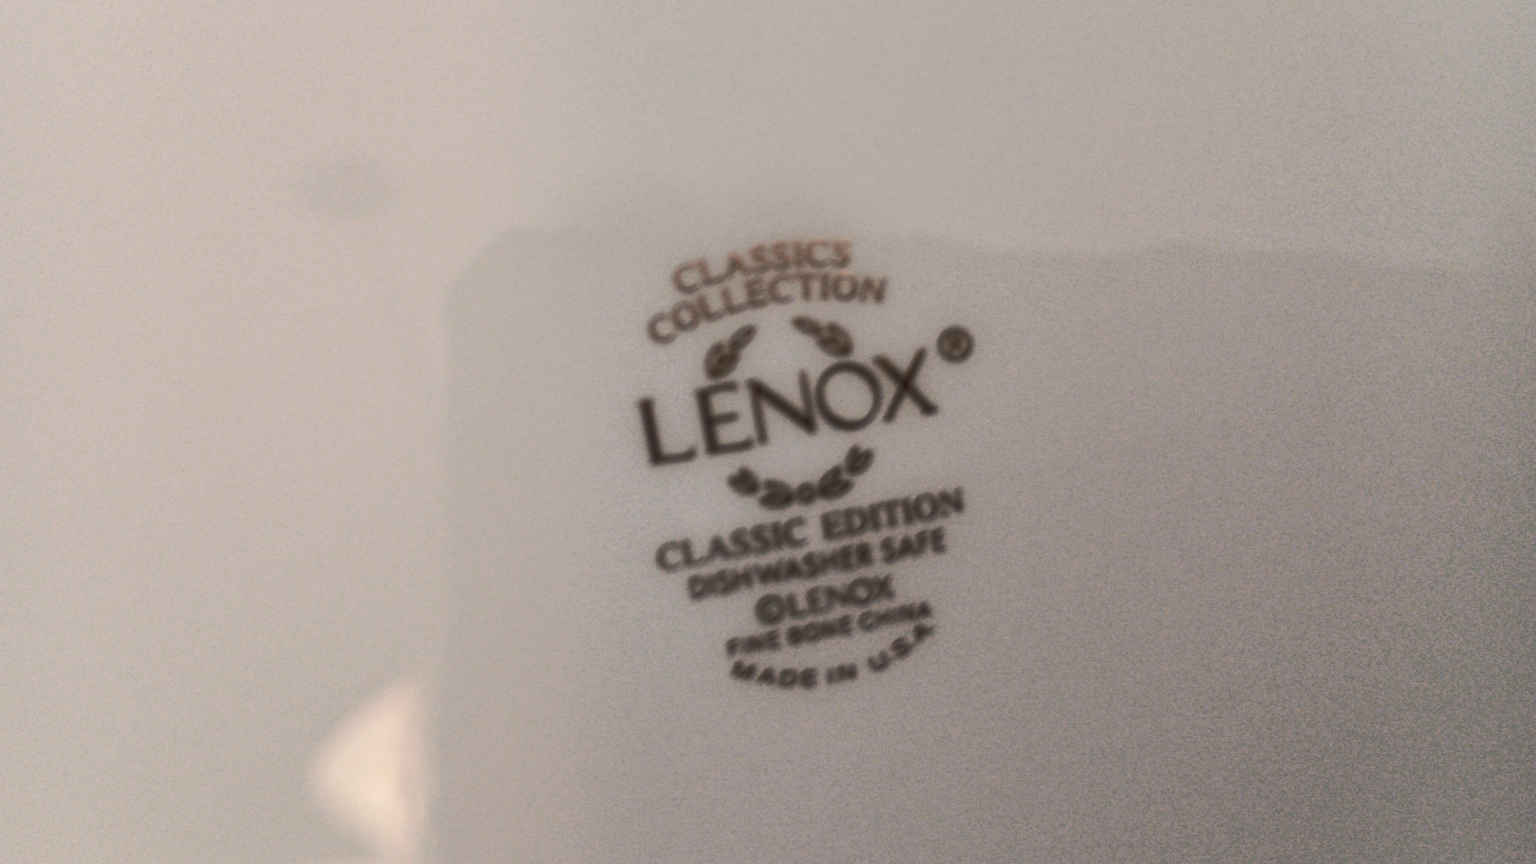 CLASSICS
COLLECTION
LENOX®
CLASSIC EDITION
DISHWASHER SAFE
©LENOX
FINE BONE CHINA
MADE IN U.S.A